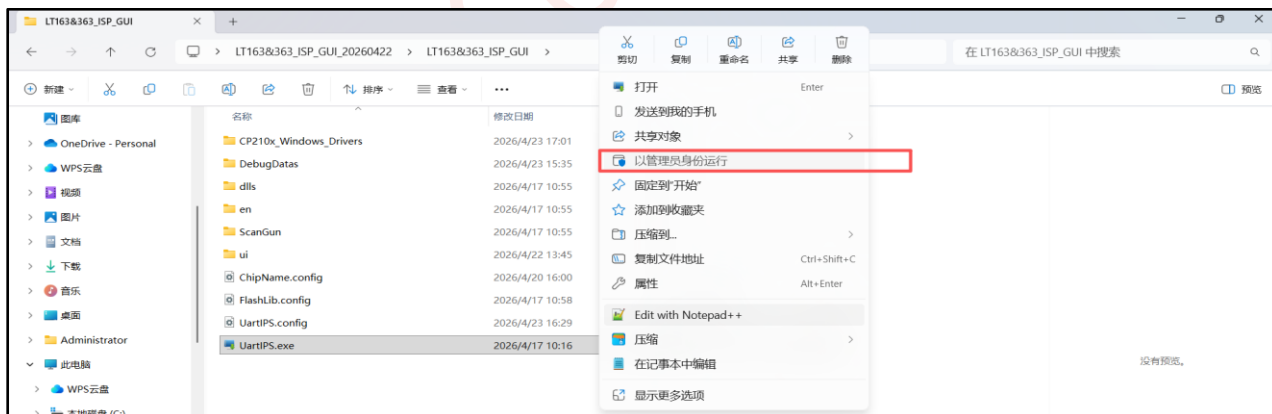 LT163&363_ISP_GUI
LT163&363_ISP_GUI_20260422 > LT163&363_ISP_GUI >
在 LT163&363_ISP_GUI 中搜索
剪切 复制 重命名 共享 删除
新建 排序 查看 ... 预览
名称 修改日期
图库
OneDrive - Personal
WPS云盘
视频
图片
文档
下载
音乐
桌面
Administrator
此电脑
WPS云盘
本地磁盘 (C:)
CP210x_Windows_Drivers 2026/4/23 17:01
DebugDatas 2026/4/23 15:35
dlls 2026/4/17 10:55
en 2026/4/17 10:55
ScanGun 2026/4/17 10:55
ui 2026/4/22 13:45
ChipName.config 2026/4/20 16:00
FlashLib.config 2026/4/17 10:58
UartIPS.config 2026/4/23 16:29
UartIPS.exe 2026/4/17 10:16
打开 Enter
发送到我的手机
共享对象
以管理员身份运行
固定到"开始"
添加到收藏夹
压缩到...
复制文件地址 Ctrl+Shift+C
属性 Alt+Enter
Edit with Notepad++
压缩
在记事本中编辑
显示更多选项
没有预览。